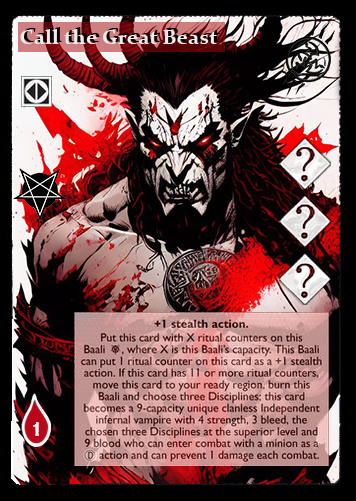 Call the Great Beast
?
?
?
+1 stealth action.
Put this card with X ritual counters on this
Baali, where X is this Baali's capacity. This Baali
can put 1 ritual counter on this card as a +1 stealth
action. If this card has 11 or more ritual counters,
move this card to your ready region, burn this
Baali and choose three Disciplines; this card
becomes a 9-capacity unique clanless Independent
infernal vampire with 4 strength, 3 bleed, the
chosen three Disciplines at the superior level and
9 blood who can enter combat with a minion as a
Ⓓ action and can prevent 1 damage each combat.
1